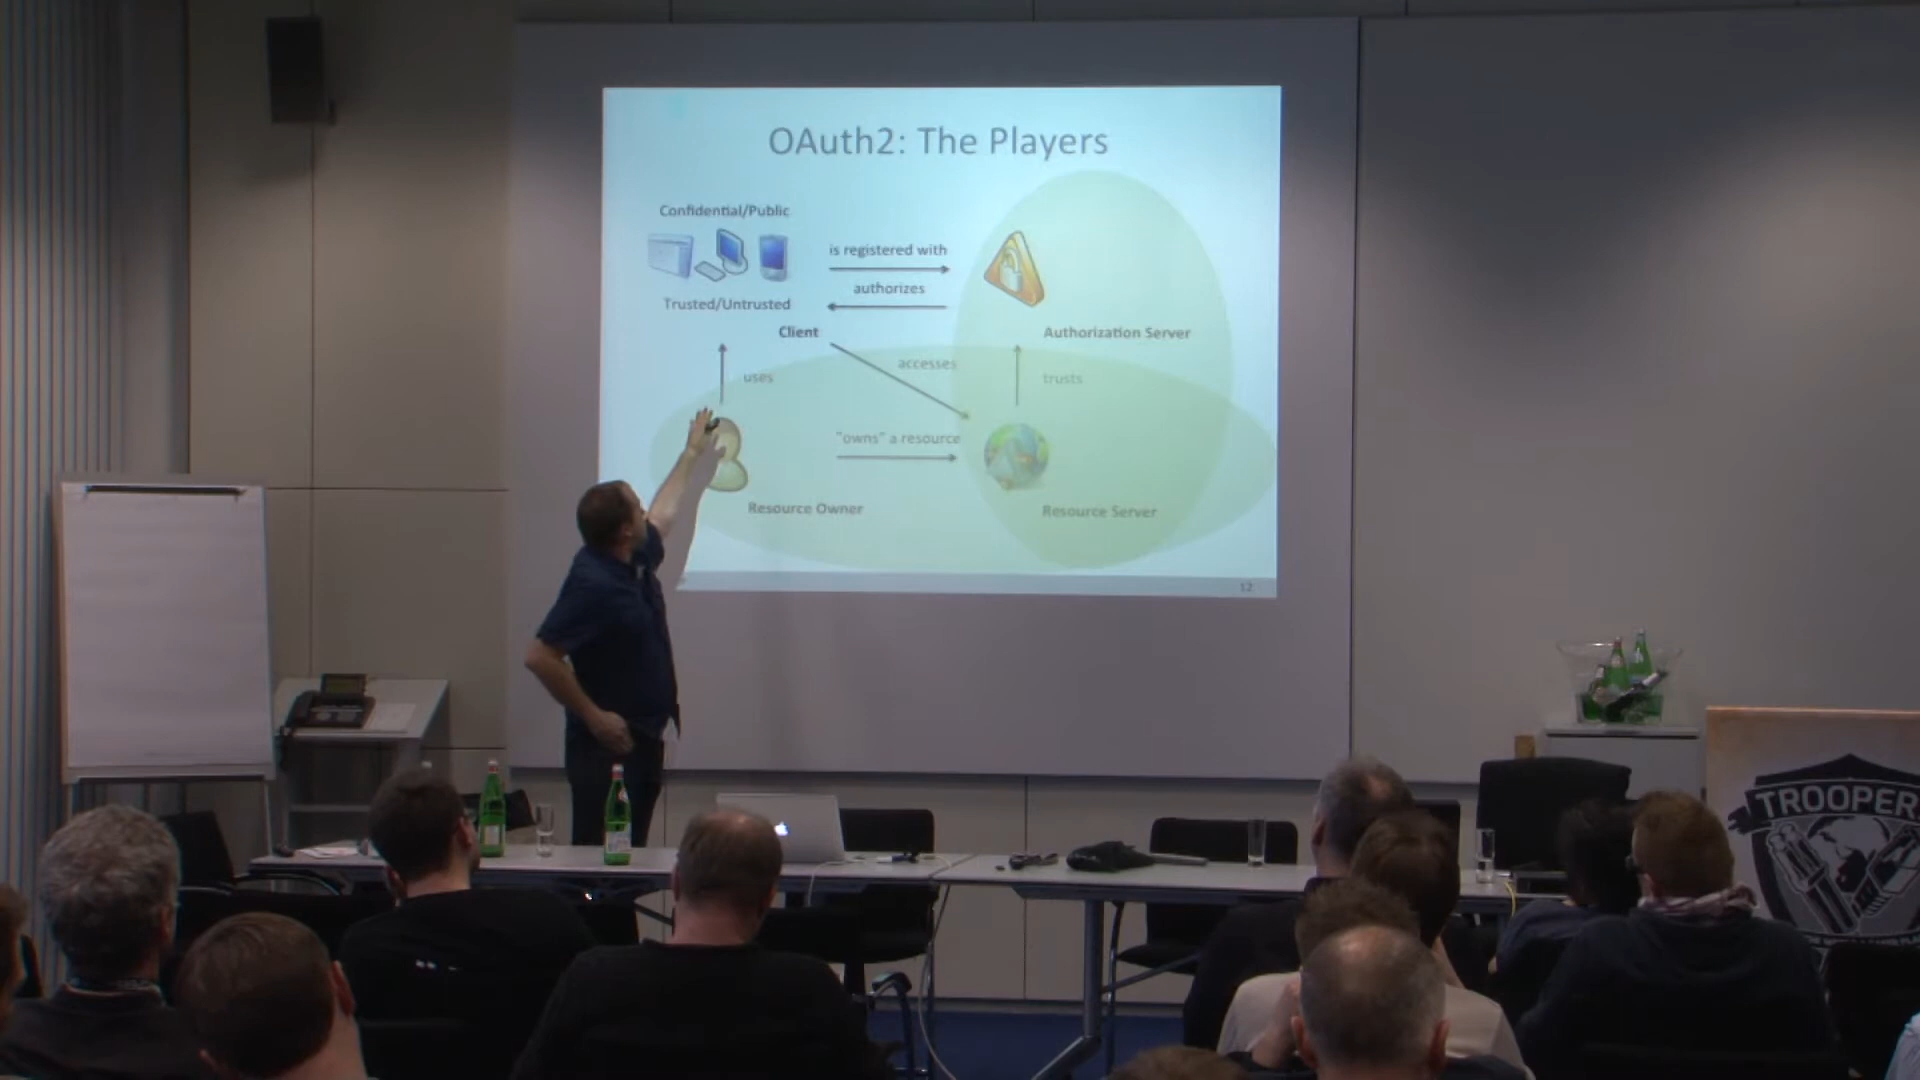 OAuth2: The Players
Confidential/Public
is registered with
authorizes
Trusted/Untrusted
Client
Authorization Server
accesses
uses
trusts
"owns" a resource
Resource Owner
Resource Server
12
TROOPERS